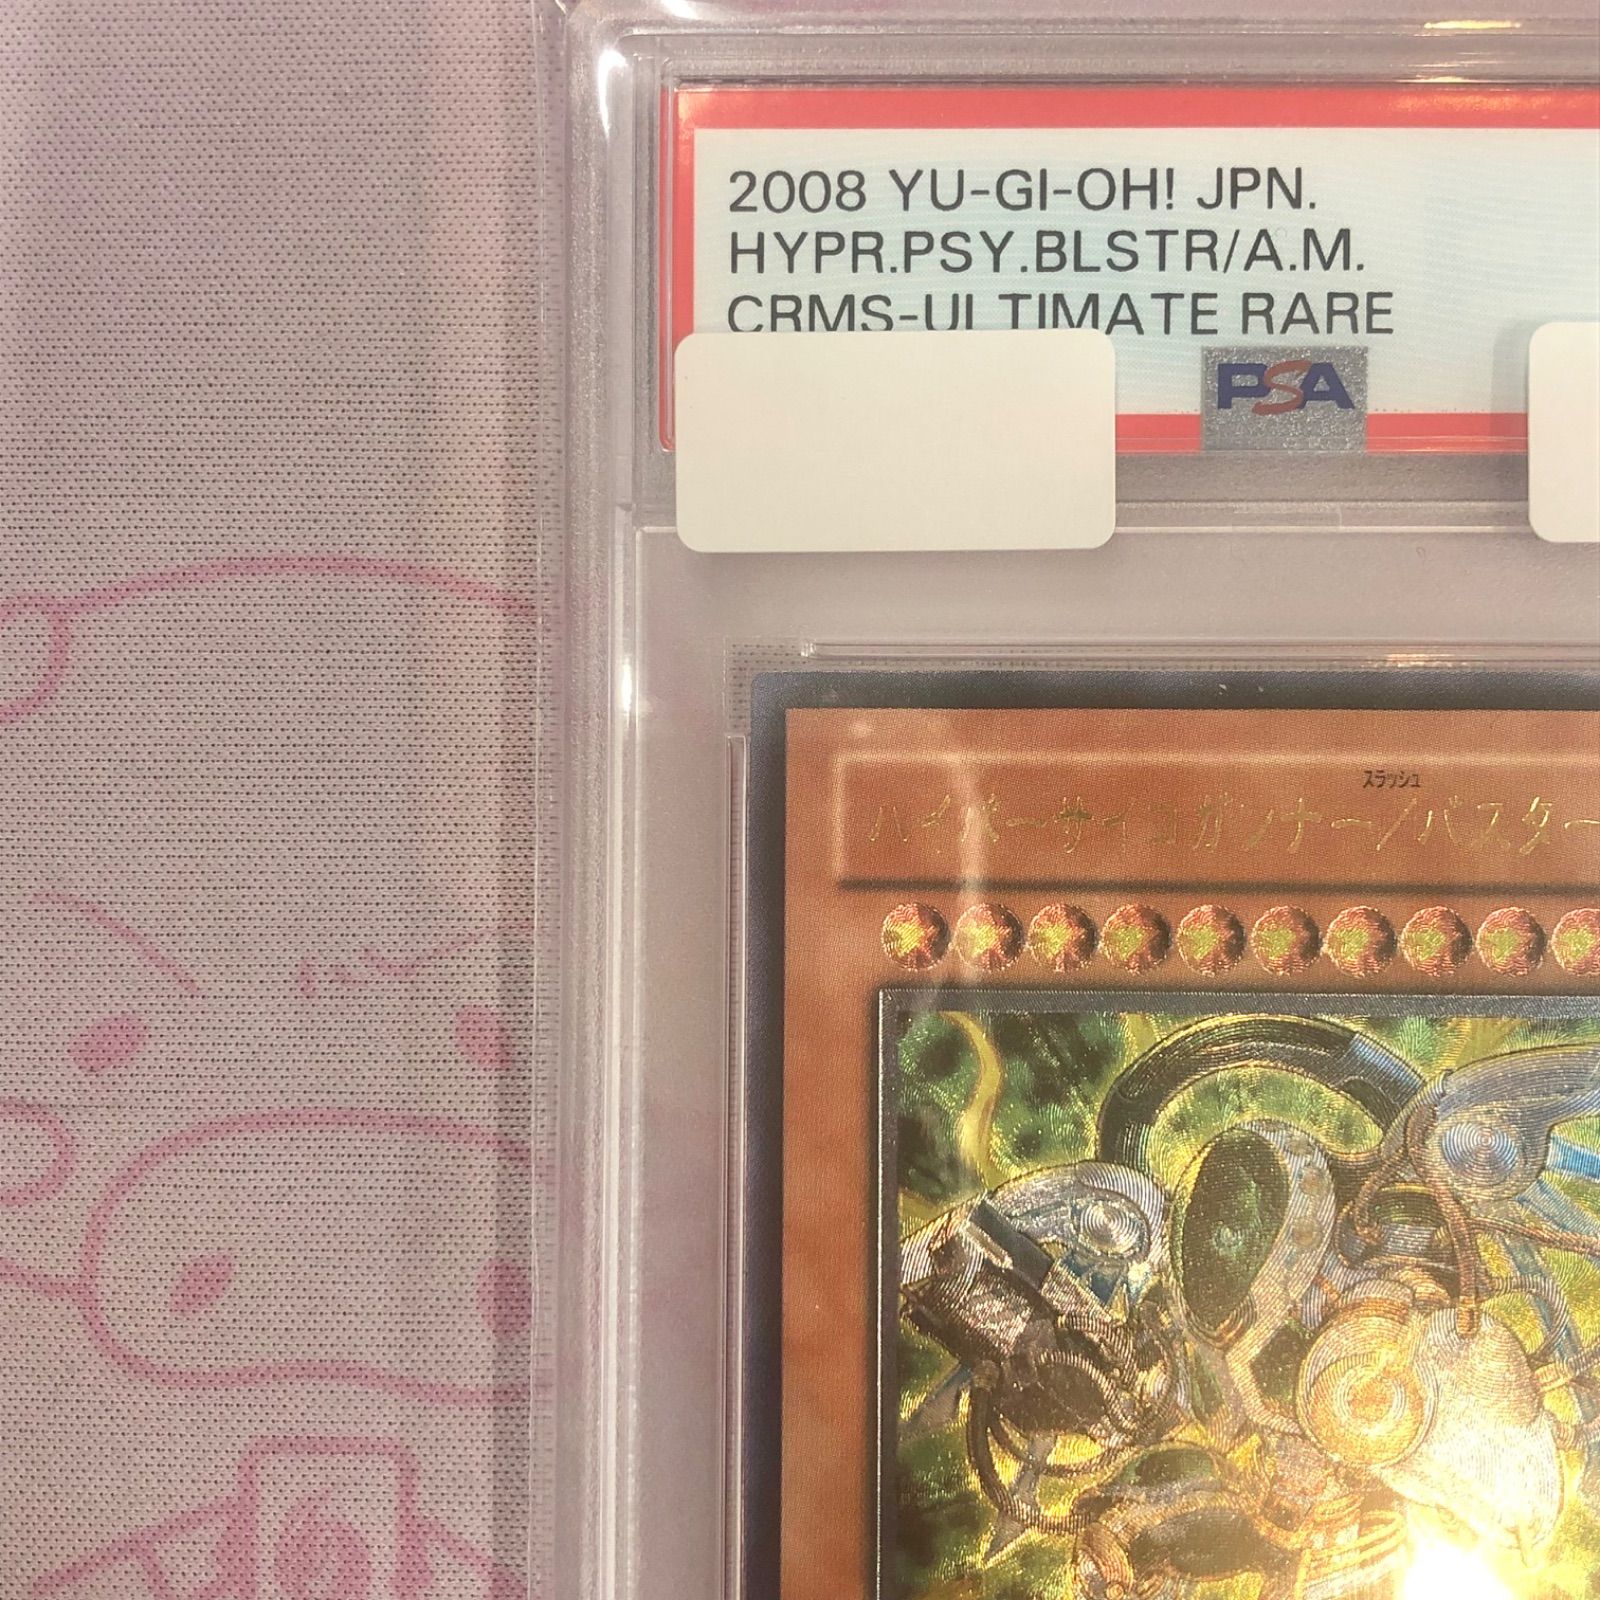 2008 YU-GI-OH! JPN.
HYPR.PSY.BLSTR/A.M.
CRMS-ULTIMATE RARE
PSA
スラッシュ
ハイパーサイコガンナー/バスター